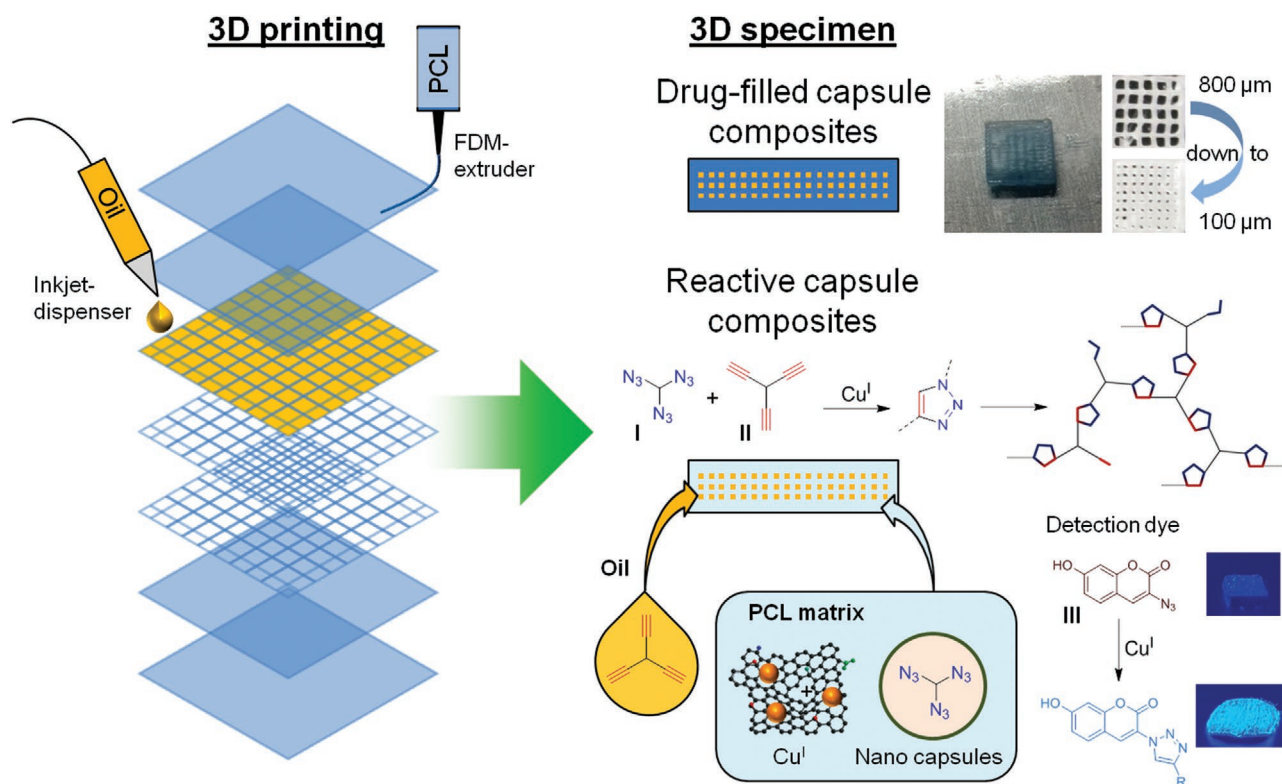 3D printing
PCL
FDM-
extruder
Oil
Inkjet-
dispenser
3D specimen
Drug-filled capsule
composites
800 µm
down to
100 µm
Reactive capsule
composites
N₃ N₃
N₃
I
+
II
Cuᴵ
N
N
N
Oil
PCL matrix
+
Cuᴵ
N₃ N₃
N₃
Nano capsules
Detection dye
HO O O
N₃
III
Cuᴵ
HO O O
N N
N
R